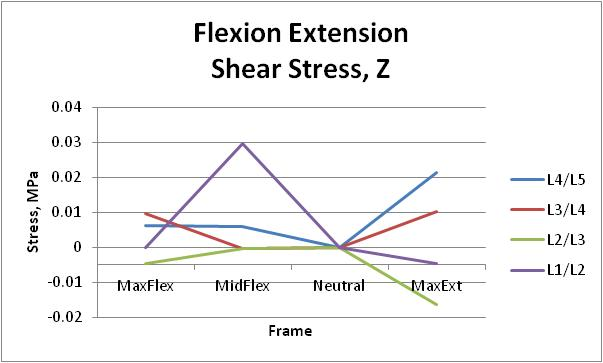 Flexion Extension
Shear Stress, Z
0.04
0.03
0.02
0.01
0
-0.01
-0.02
Stress, MPa
MaxFlex MidFlex Neutral MaxExt
Frame
L4/L5
L3/L4
L2/L3
L1/L2